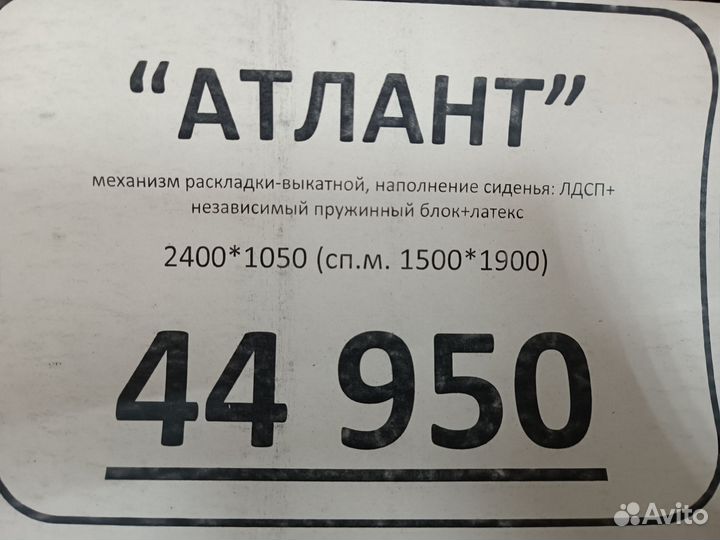 “АТЛАНТ”
механизм раскладки-выкатной, наполнение сиденья: ЛДСП+
независимый пружинный блок+латекс
2400*1050 (сп.м. 1500*1900)
44 950
Avito